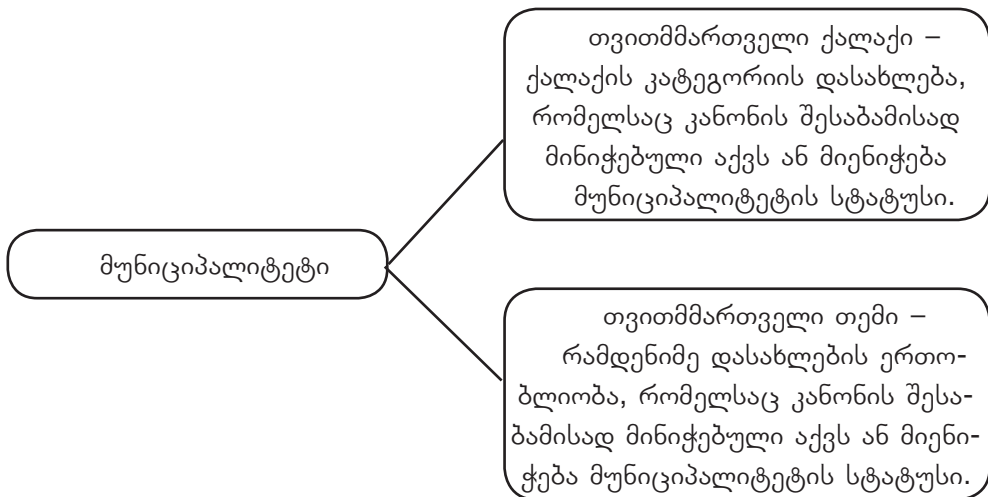 თვითმმართველი ქალაქი –
ქალაქის კატეგორიის დასახლება,
რომელსაც კანონის შესაბამისად
მინიჭებული აქვს ან მიენიჭება
მუნიციპალიტეტის სტატუსი.
მუნიციპალიტეტი
თვითმმართველი თემი –
რამდენიმე დასახლების ერთო-
ბლიობა, რომელსაც კანონის შესა-
ბამისად მინიჭებული აქვს ან მიენი-
ჭება მუნიციპალიტეტის სტატუსი.